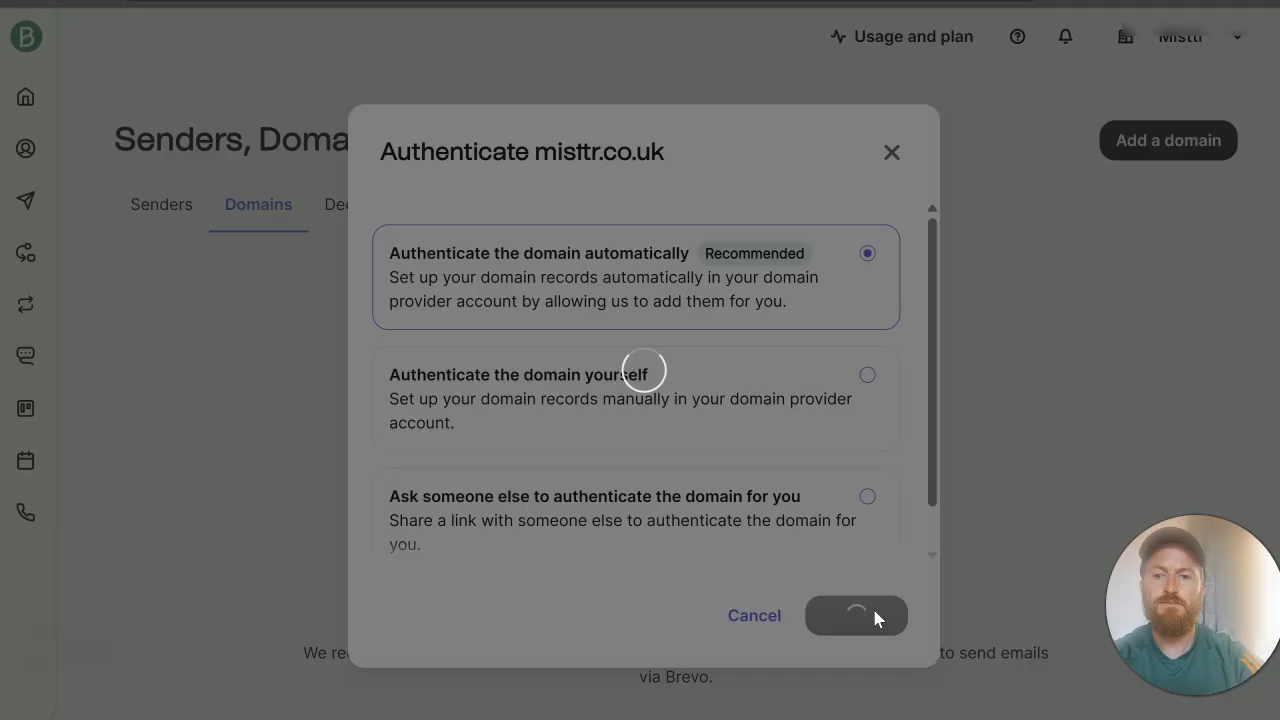 B
Usage and plan
Misttr
Senders, Doma
Add a domain
Senders
Domains
De
Authenticate misttr.co.uk
Authenticate the domain automatically
Recommended
Set up your domain records automatically in your domain
provider account by allowing us to add them for you.
Authenticate the domain yourself
Set up your domain records manually in your domain provider
account.
Ask someone else to authenticate the domain for you
Share a link with someone else to authenticate the domain for
you.
Cancel
We re
to send emails
via Brevo.